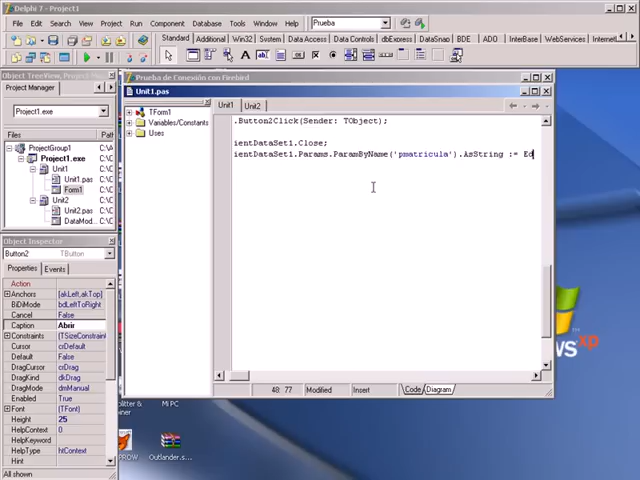 Delphi 7 - Project1
File Edit Search View Project Run Component Database Tools Window Help
Prueba
Standard Additional Win32 System Data Access Data Controls dbExpress DataSnap BDE ADO InterBase WebServices Internet
Object TreeView
Project Manager
Project1.exe
Files Path
ProjectGroup1 C:\A
Project1.exe C:\C
Unit1 C:\C
Unit1.pas C:\C
Form1 C:\C
Unit2 C:\C
Unit2.pas C:\C
DataMod... C:\C
Object Inspector
Button2 TButton
Properties Events
Action
Anchors [akLeft,akTop]
BiDiMode bdLeftToRight
Cancel False
Caption Abrir
Constraints (TSizeConstraint
Cursor crDefault
Default False
DragCursor crDrag
DragKind dkDrag
DragMode dmManual
Enabled True
Font (TFont)
Height 25
HelpContext 0
HelpKeyword
HelpType htContext
Hint
All shown
Prueba de Conexión con Firebird
Unit1.pas
TForm1
Variables/Constants
Uses
Unit1 Unit2
.Button2Click(Sender: TObject);
ientDataSet1.Close;
ientDataSet1.Params.ParamByName('pmatricula').AsString := Ed
48: 77 Modified Insert Code Diagram
ws xp
Mi PC
Outlander.s...